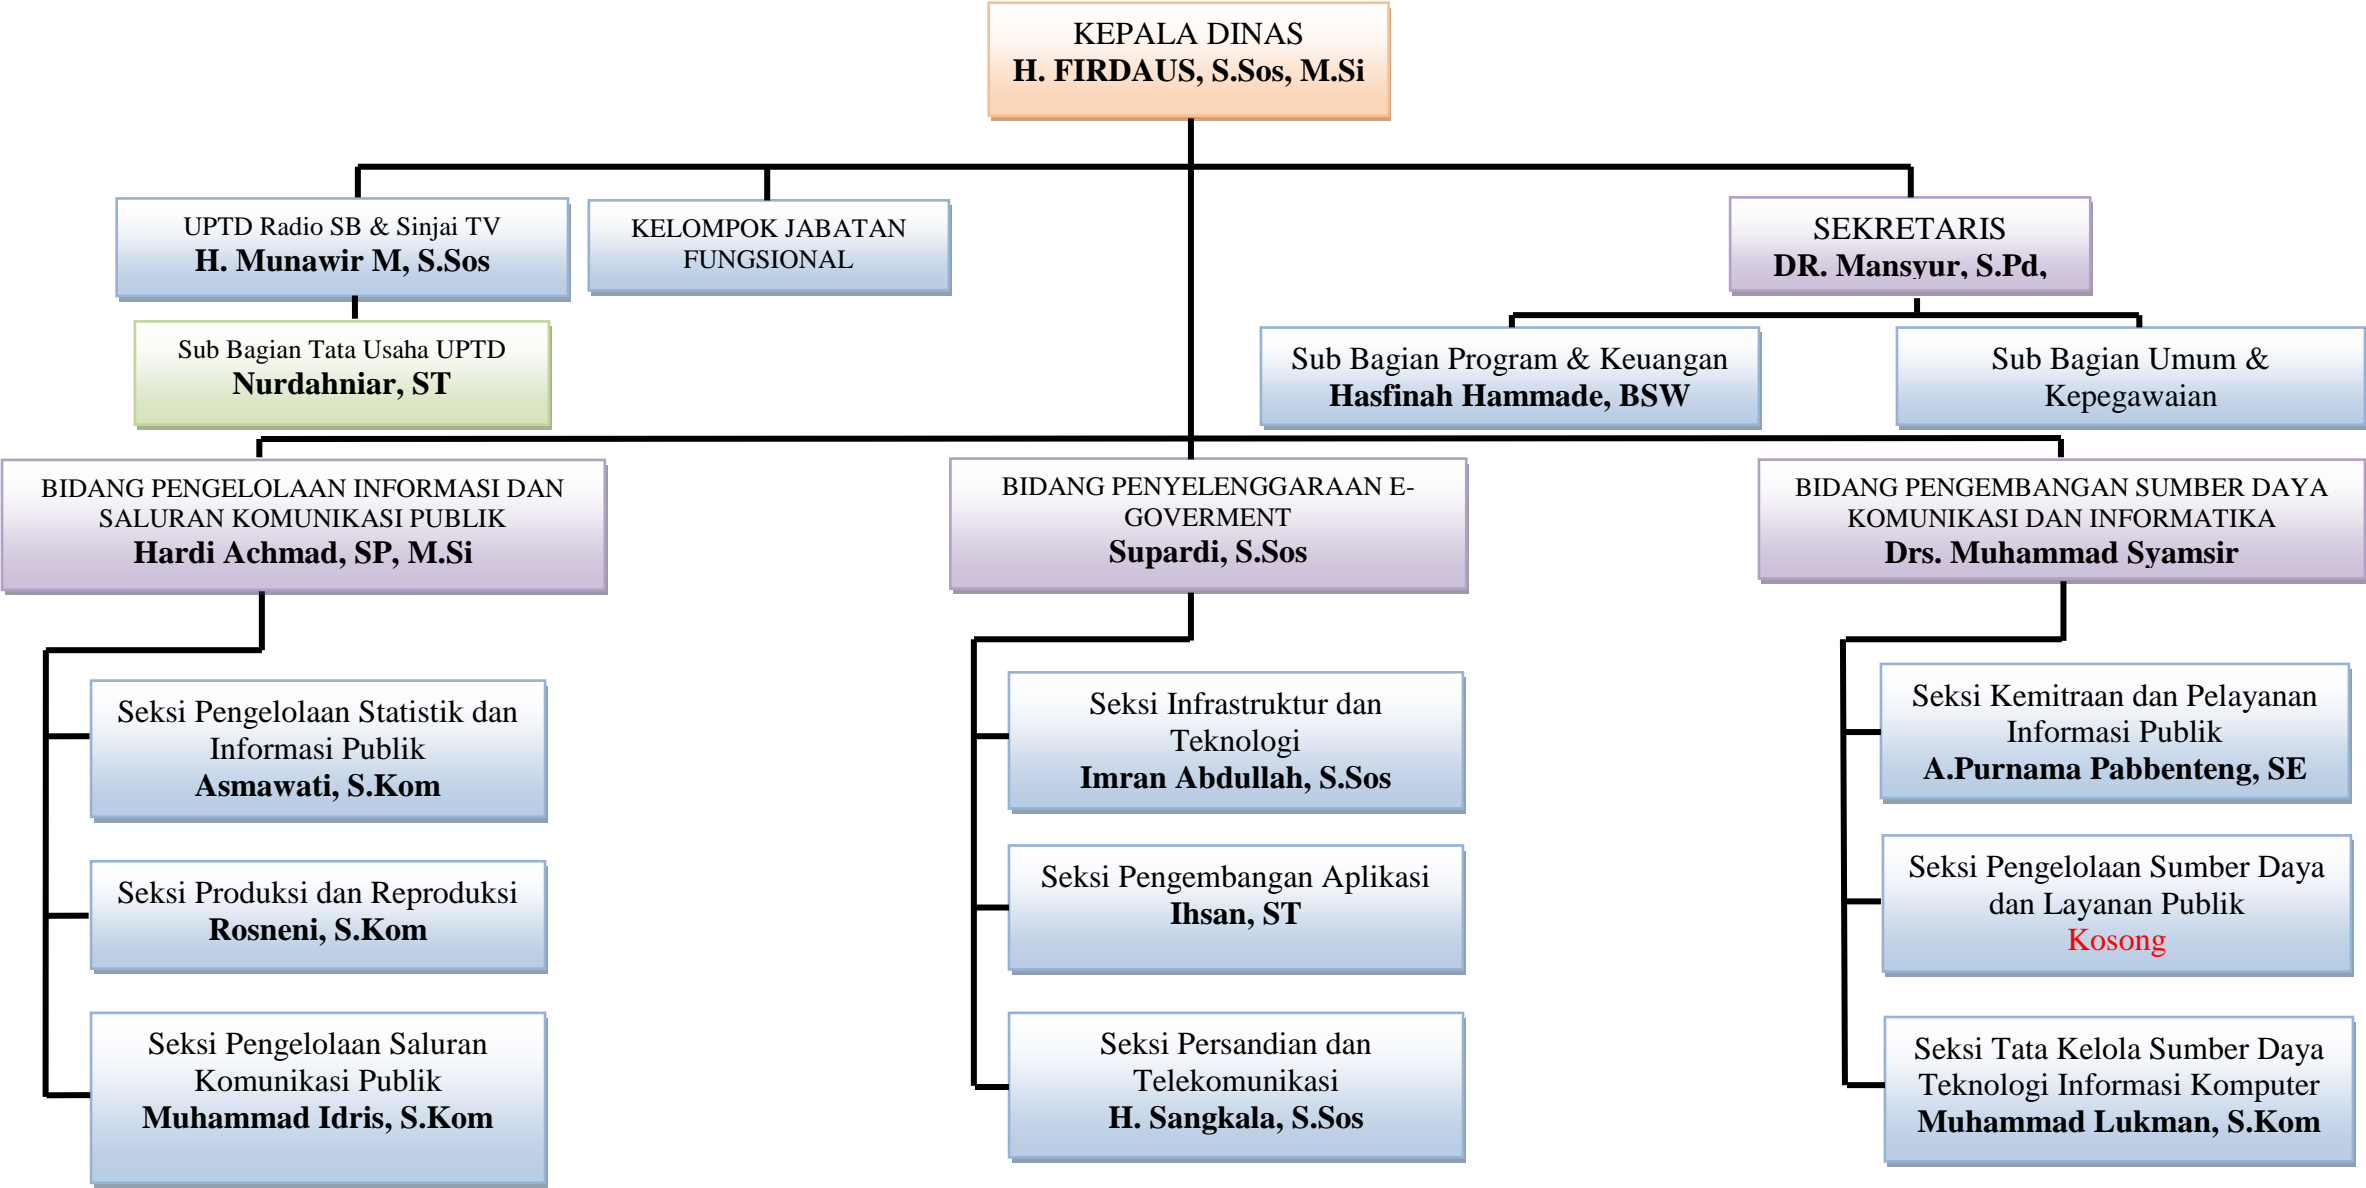 KEPALA DINAS
H. FIRDAUS, S.Sos, M.Si
UPTD Radio SB & Sinjai TV
H. Munawir M, S.Sos
KELOMPOK JABATAN
FUNGSIONAL
SEKRETARIS
DR. Mansyur, S.Pd,
Sub Bagian Tata Usaha UPTD
Nurdahniar, ST
Sub Bagian Program & Keuangan
Hasfinah Hammade, BSW
Sub Bagian Umum &
Kepegawaian
BIDANG PENGELOLAAN INFORMASI DAN
SALURAN KOMUNIKASI PUBLIK
Hardi Achmad, SP, M.Si
BIDANG PENYELENGGARAAN E-
GOVERMENT
Supardi, S.Sos
BIDANG PENGEMBANGAN SUMBER DAYA
KOMUNIKASI DAN INFORMATIKA
Drs. Muhammad Syamsir
Seksi Pengelolaan Statistik dan
Informasi Publik
Asmawati, S.Kom
Seksi Produksi dan Reproduksi
Rosneni, S.Kom
Seksi Pengelolaan Saluran
Komunikasi Publik
Muhammad Idris, S.Kom
Seksi Infrastruktur dan
Teknologi
Imran Abdullah, S.Sos
Seksi Pengembangan Aplikasi
Ihsan, ST
Seksi Persandian dan
Telekomunikasi
H. Sangkala, S.Sos
Seksi Kemitraan dan Pelayanan
Informasi Publik
A.Purnama Pabbenteng, SE
Seksi Pengelolaan Sumber Daya
dan Layanan Publik
Kosong
Seksi Tata Kelola Sumber Daya
Teknologi Informasi Komputer
Muhammad Lukman, S.Kom